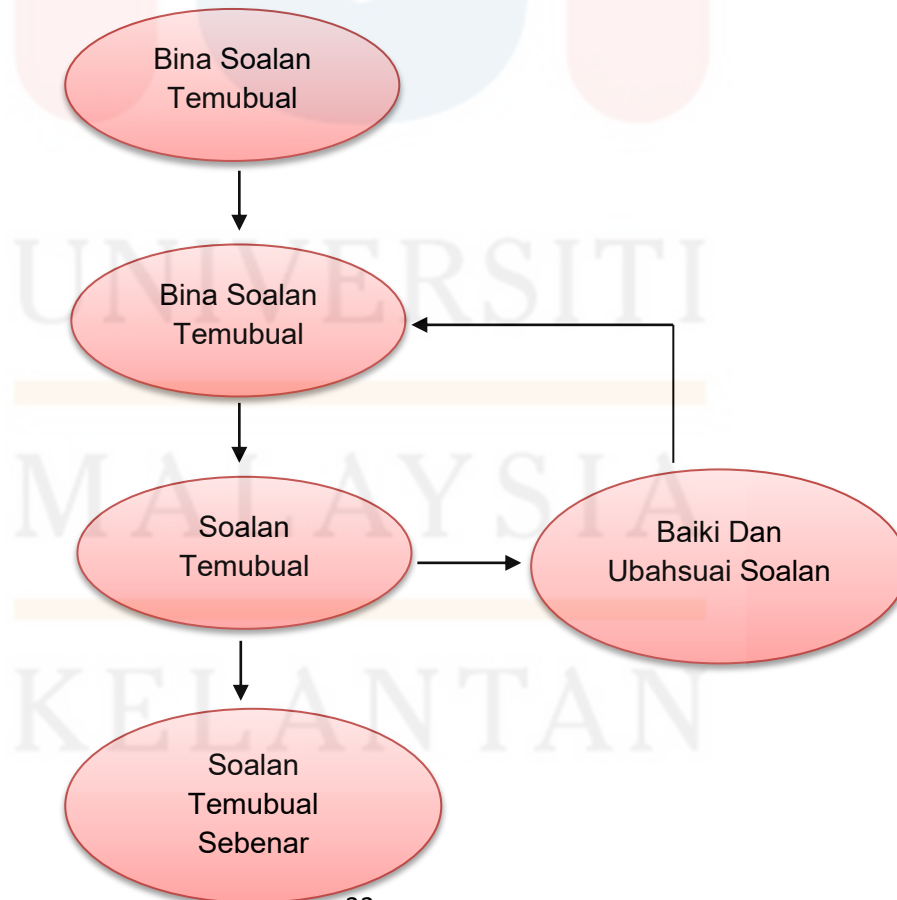 Bina Soalan
Temubual
Bina Soalan
Temubual
Soalan
Temubual
Baiki Dan
Ubahsuai Soalan
Soalan
Temubual
Sebenar
UNIVERSITI
MALAYSIA
KELANTAN